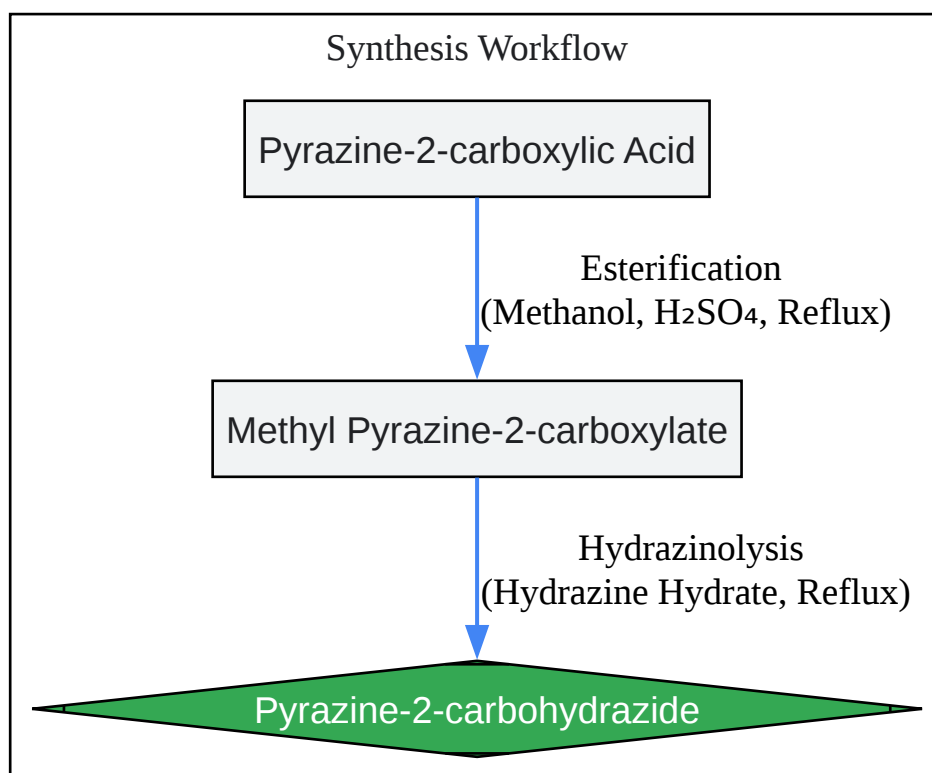 Synthesis Workflow
Pyrazine-2-carboxylic Acid
Esterification
(Methanol, H₂SO₄, Reflux)
Methyl Pyrazine-2-carboxylate
Hydrazinolysis
(Hydrazine Hydrate, Reflux)
Pyrazine-2-carbohydrazide